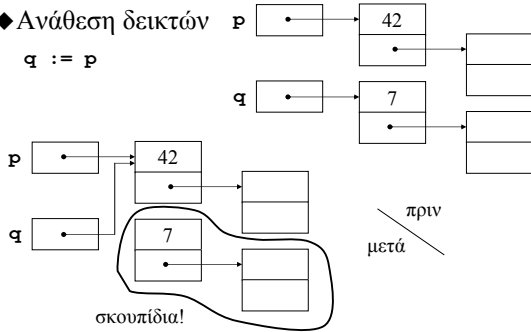 ◆Ανάθεση δεικτών
q := p
p
42
q
7
p
42
q
7
πριν
μετά
σκουπίδια!